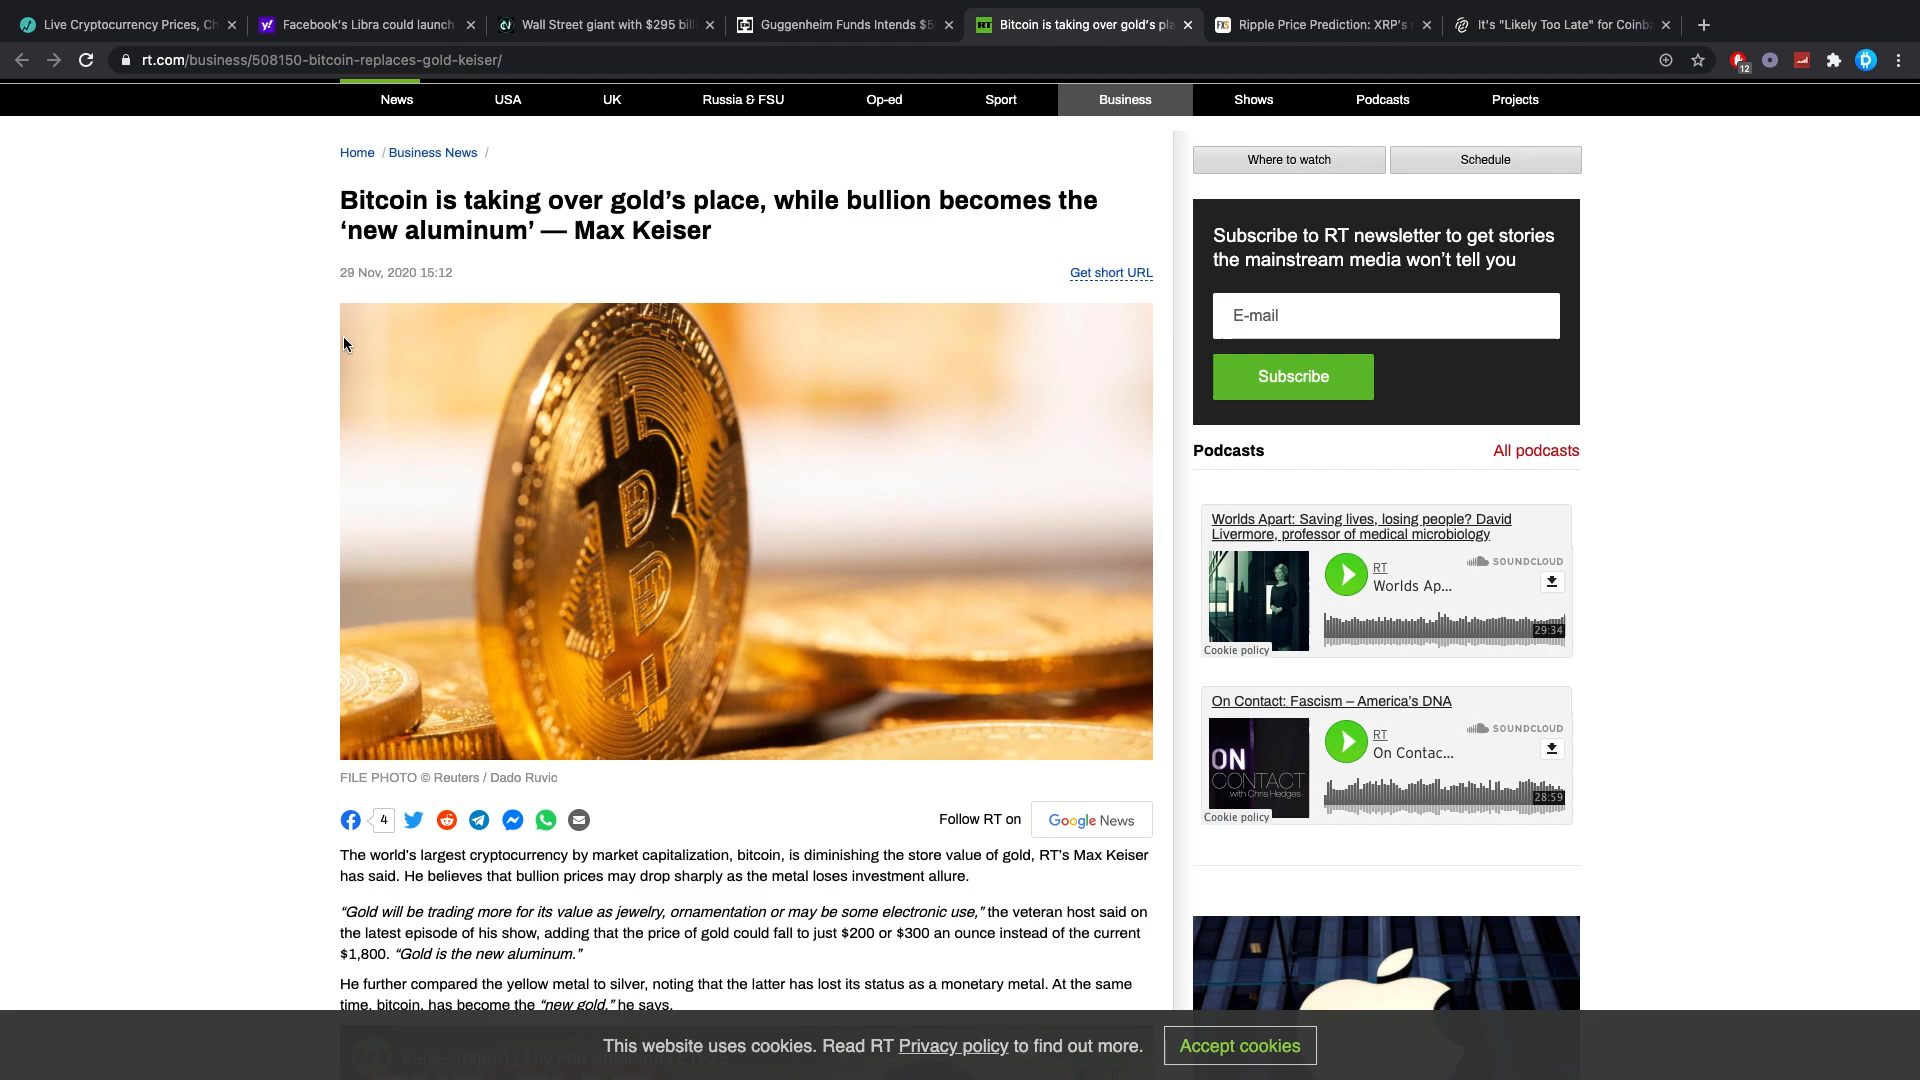 Live Cryptocurrency Prices, Ch
Facebook's Libra could launch
Wall Street giant with $295 bill
Guggenheim Funds Intends $5
Bitcoin is taking over gold's pla
Ripple Price Prediction: XRP's
It's "Likely Too Late" for Coinb
rt.com/business/508150-bitcoin-replaces-gold-keiser/
12
News USA UK Russia & FSU Op-ed Sport Business Shows Podcasts Projects
Home / Business News /
Bitcoin is taking over gold's place, while bullion becomes the
'new aluminum' — Max Keiser
29 Nov, 2020 15:12
Get short URL
FILE PHOTO © Reuters / Dado Ruvic
4
Follow RT on
Google News
The world's largest cryptocurrency by market capitalization, bitcoin, is diminishing the store value of gold, RT's Max Keiser
has said. He believes that bullion prices may drop sharply as the metal loses investment allure.
"Gold will be trading more for its value as jewelry, ornamentation or may be some electronic use," the veteran host said on
the latest episode of his show, adding that the price of gold could fall to just $200 or $300 an ounce instead of the current
$1,800. "Gold is the new aluminum."
He further compared the yellow metal to silver, noting that the latter has lost its status as a monetary metal. At the same
time, bitcoin, has become the "new gold," he says.
Where to watch
Schedule
Subscribe to RT newsletter to get stories
the mainstream media won't tell you
E-mail
Subscribe
Podcasts
All podcasts
Worlds Apart: Saving lives, losing people? David
Livermore, professor of medical microbiology
SOUNDCLOUD
RT
Worlds Ap...
29:34
Cookie policy
On Contact: Fascism – America's DNA
SOUNDCLOUD
RT
On Contac...
ON
CONTACT
with Chris Hedges
28:59
Cookie policy
This website uses cookies. Read RT Privacy policy to find out more.
Accept cookies